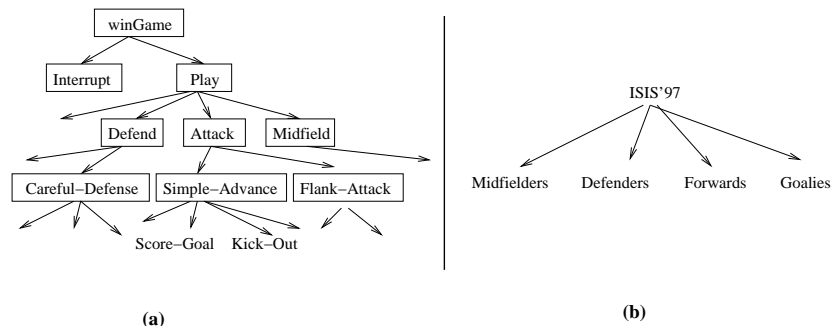 winGame
Interrupt Play
Defend Attack Midfield
Careful−Defense Simple−Advance Flank−Attack
Score−Goal Kick−Out
(a)
ISIS'97
Midfielders Defenders Forwards Goalies
(b)